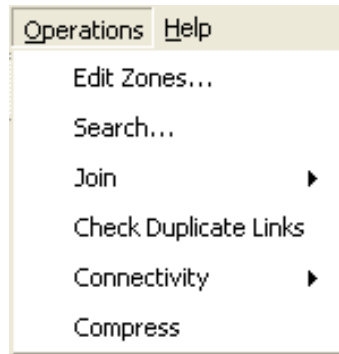 Operations Help
Edit Zones...
Search...
Join
Check Duplicate Links
Connectivity
Compress